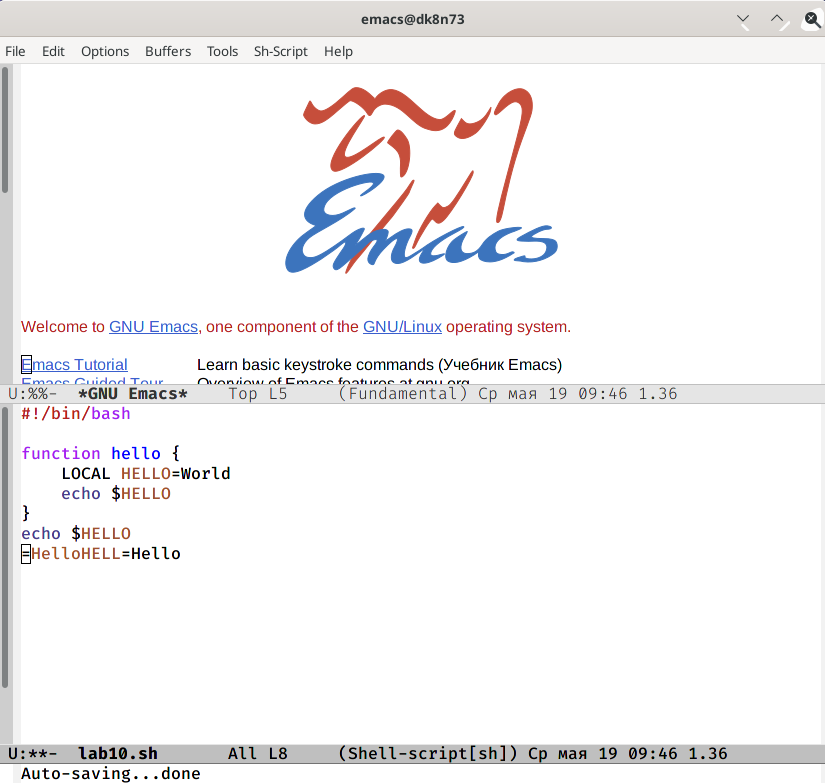 emacs@dk8n73
File Edit Options Buffers Tools Sh-Script Help
Emacs
Welcome to GNU Emacs, one component of the GNU/Linux operating system.
Emacs Tutorial Learn basic keystroke commands (Учебник Emacs)
Emacs Guided Tour Overview of Emacs features at gnu.org
U:%%- *GNU Emacs* Top L5 (Fundamental) Ср мая 19 09:46 1.36
#!/bin/bash
function hello {
LOCAL HELLO=World
echo $HELLO
}
echo $HELLO
=HelloHELL=Hello
U:**- lab10.sh All L8 (Shell-script[sh]) Ср мая 19 09:46 1.36
Auto-saving...done